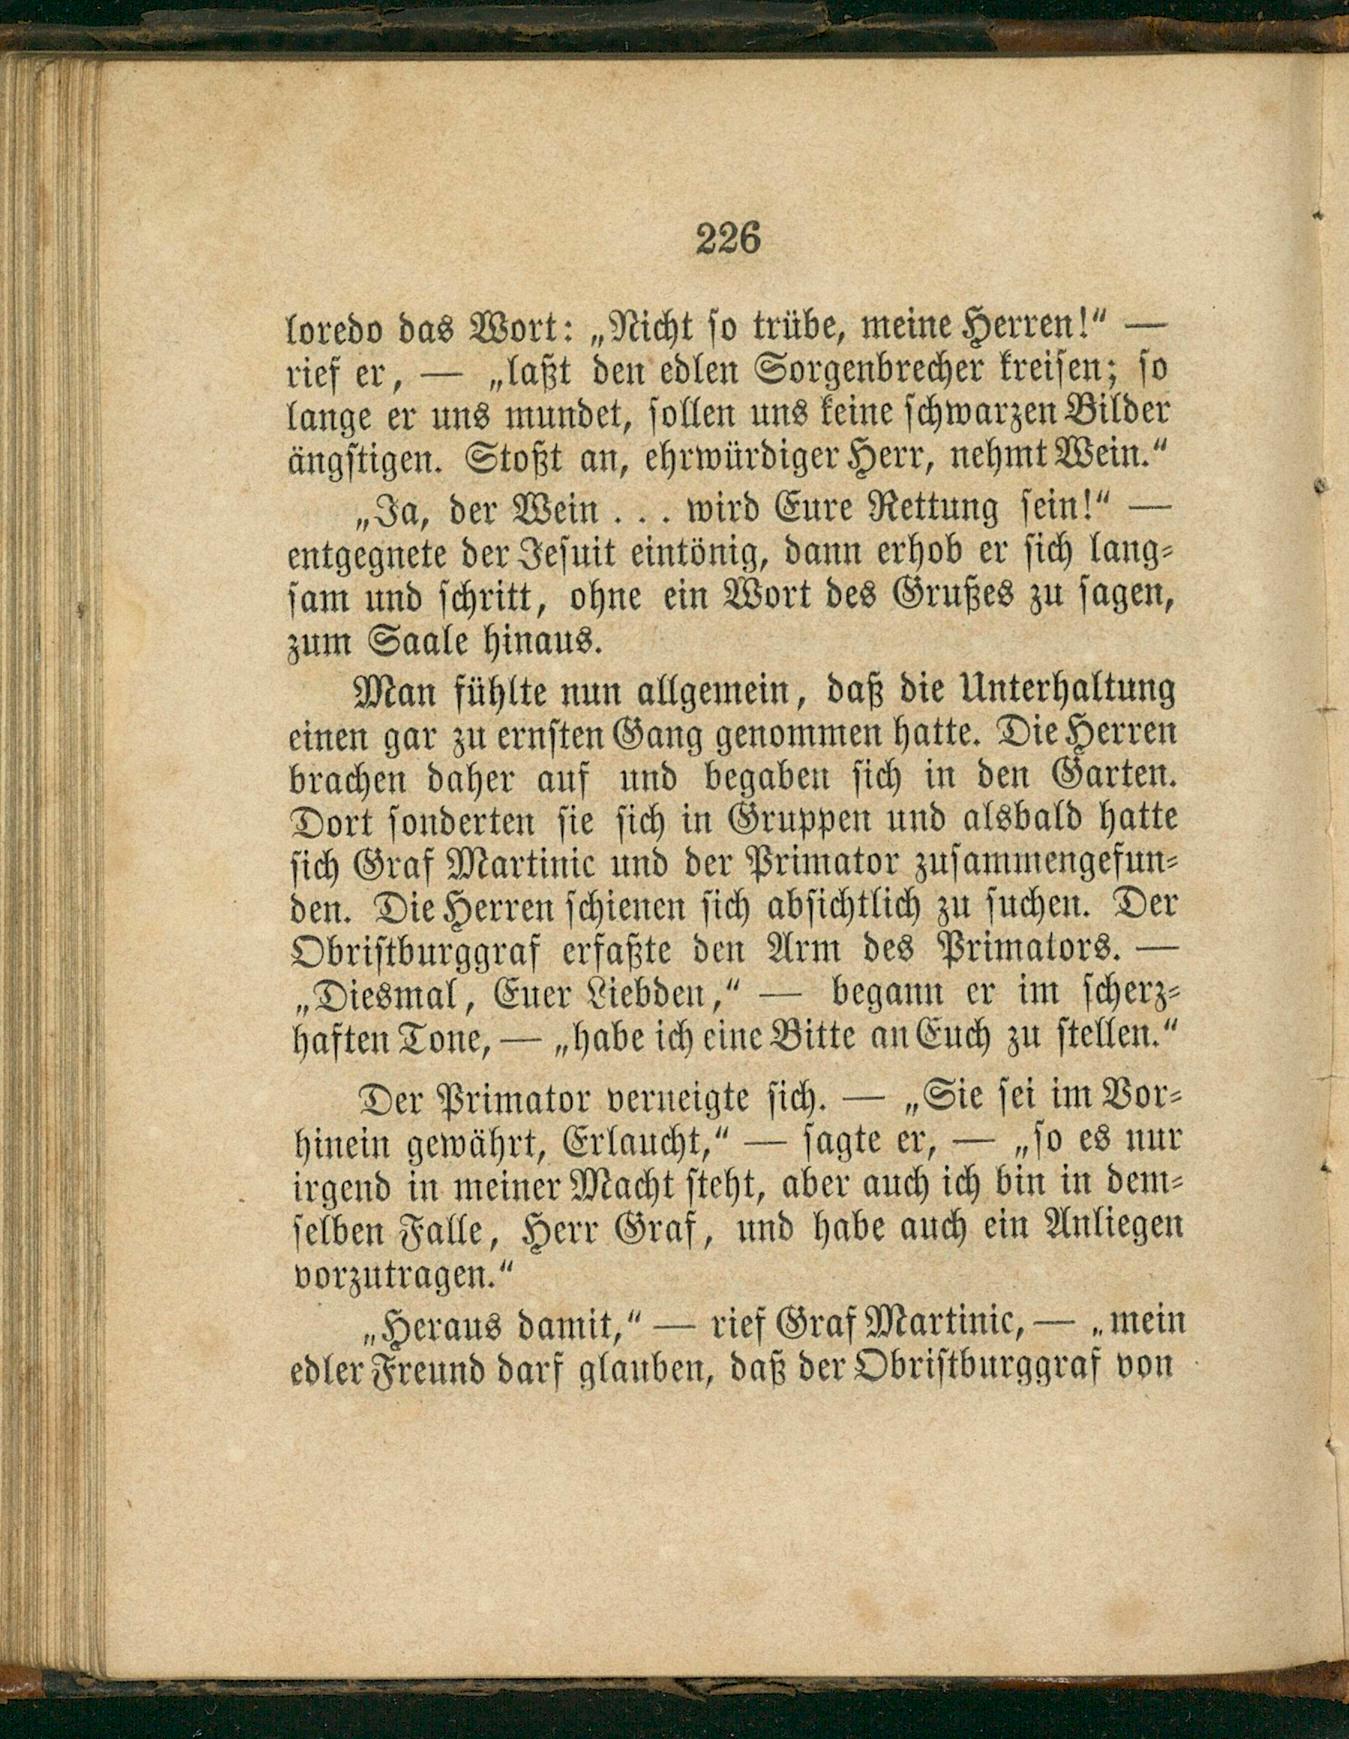 226
loredo das Wort: „Nicht so trübe, meine Herren!“ —
rief er, — „laßt den edlen Sorgenbrecher kreisen; so
lange er uns mundet, sollen uns keine schwarzen Bilder
ängstigen. Stoßt an, ehrwürdiger Herr, nehmt Wein.“
„Ja, der Wein . . . wird Eure Rettung sein!“ —
entgegnete der Jesuit eintönig, dann erhob er sich lang-
sam und schritt, ohne ein Wort des Grußes zu sagen,
zum Saale hinaus.
Man fühlte nun allgemein, daß die Unterhaltung
einen gar zu ernsten Gang genommen hatte. Die Herren
brachen daher auf und begaben sich in den Garten.
Dort sonderten sie sich in Gruppen und alsbald hatte
sich Graf Martinic und der Primator zusammengefun-
den. Die Herren schienen sich absichtlich zu suchen. Der
Obristburggraf erfaßte den Arm des Primators. —
„Diesmal, Euer Liebden,“ — begann er im scherz-
haften Tone, — „habe ich eine Bitte an Euch zu stellen.“
Der Primator verneigte sich. — „Sie sei im Vor-
hinein gewährt, Erlaucht,“ — sagte er, — „so es nur
irgend in meiner Macht steht, aber auch ich bin in dem-
selben Falle, Herr Graf, und habe auch ein Anliegen
vorzutragen.“
„Heraus damit,“ — rief Graf Martinic, — „mein
edler Freund darf glauben, daß der Obristburggraf von